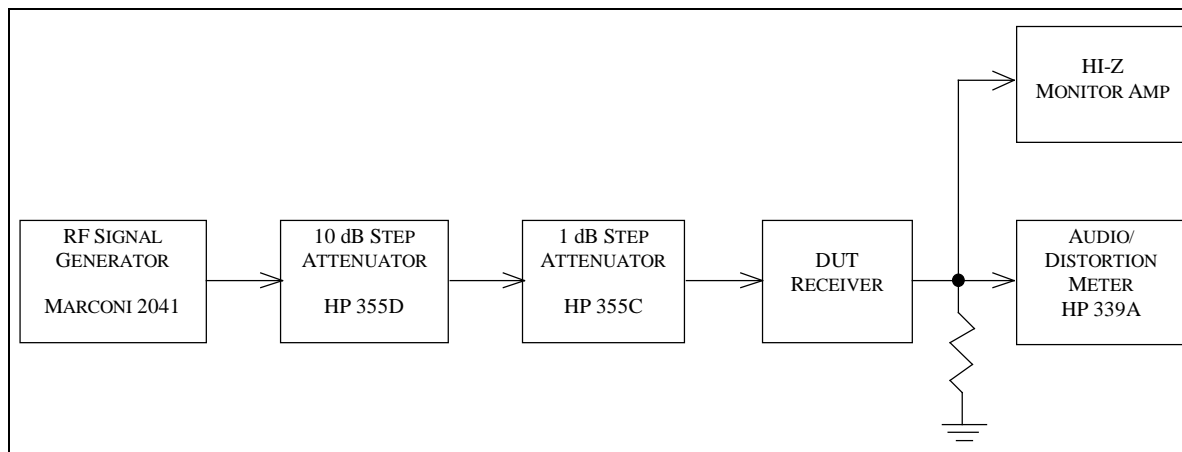 HI-Z
MONITOR AMP
RF SIGNAL
GENERATOR
MARCONI 2041
10 dB STEP
ATTENUATOR
HP 355D
1 dB STEP
ATTENUATOR
HP 355C
DUT
RECEIVER
AUDIO/
DISTORTION
METER
HP 339A